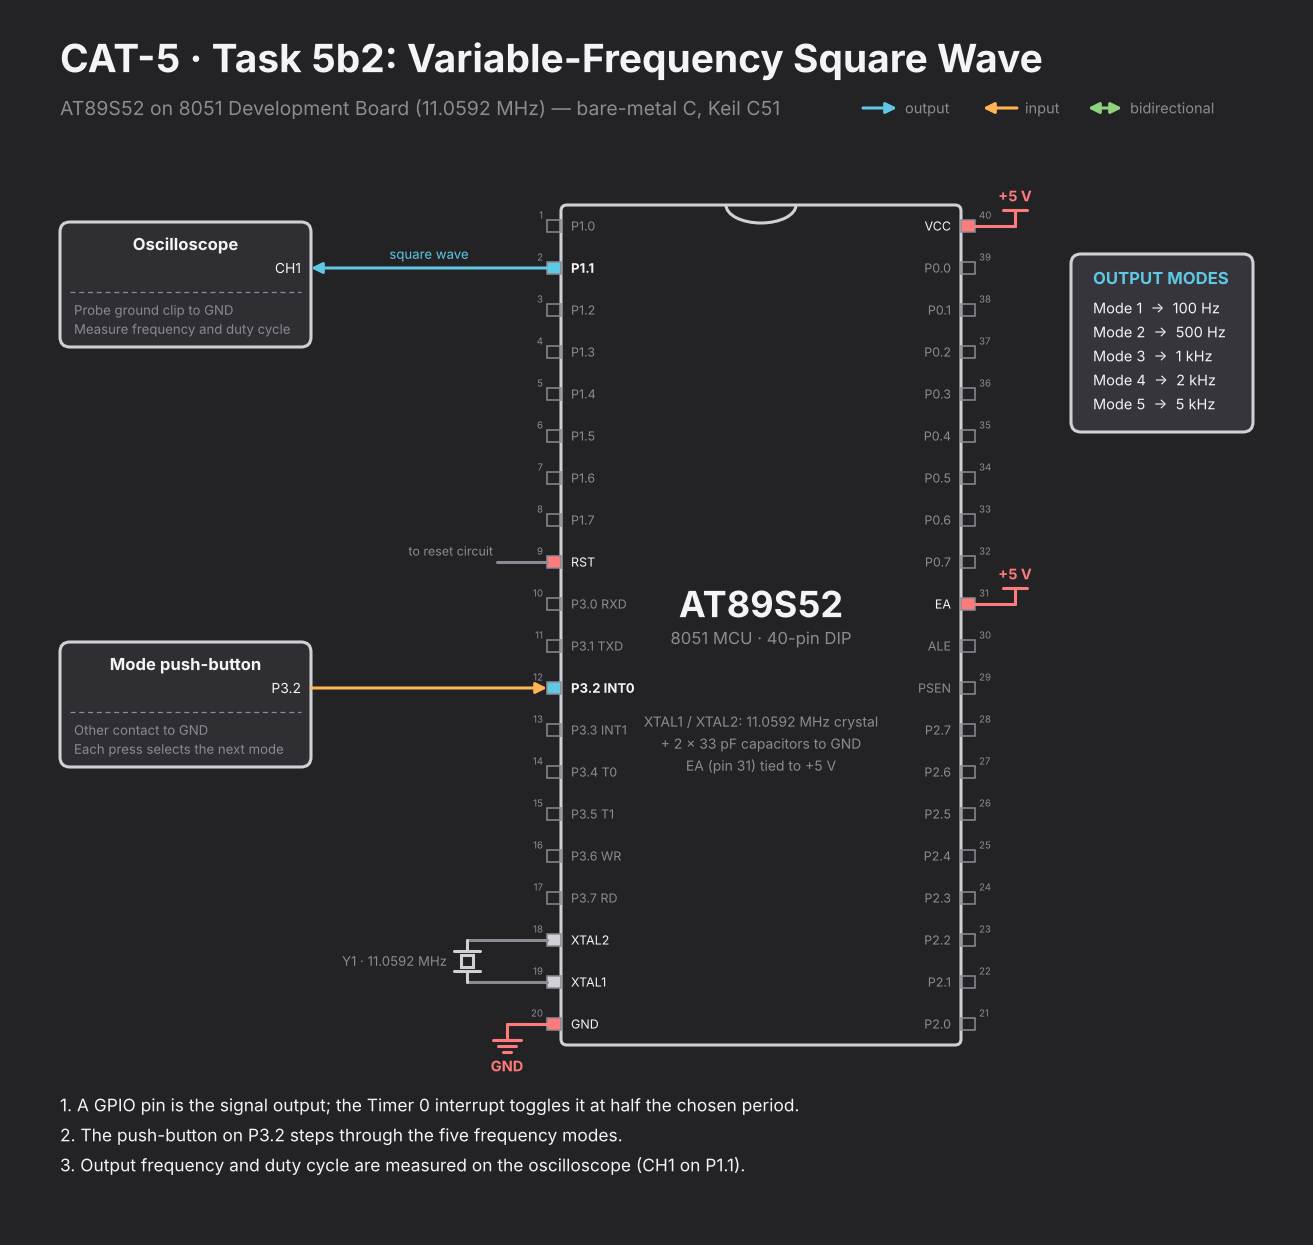 CAT-5 · Task 5b2: Variable-Frequency Square Wave
AT89S52 on 8051 Development Board (11.0592 MHz) — bare-metal C, Keil C51
output
input
bidirectional
Oscilloscope
CH1
Probe ground clip to GND
Measure frequency and duty cycle
square wave
1 P1.0
2 P1.1
3 P1.2
4 P1.3
5 P1.4
6 P1.5
7 P1.6
8 P1.7
to reset circuit
9 RST
10 P3.0 RXD
11 P3.1 TXD
Mode push-button
P3.2
Other contact to GND
Each press selects the next mode
12 P3.2 INT0
13 P3.3 INT1
14 P3.4 T0
15 P3.5 T1
16 P3.6 WR
17 P3.7 RD
18 XTAL2
Y1 · 11.0592 MHz
19 XTAL1
20 GND
GND
AT89S52
8051 MCU · 40-pin DIP
XTAL1 / XTAL2: 11.0592 MHz crystal
+ 2 × 33 pF capacitors to GND
EA (pin 31) tied to +5 V
+5 V
VCC 40
P0.0 39
P0.1 38
P0.2 37
P0.3 36
P0.4 35
P0.5 34
P0.6 33
P0.7 32
+5 V
EA 31
ALE 30
PSEN 29
P2.7 28
P2.6 27
P2.5 26
P2.4 25
P2.3 24
P2.2 23
P2.1 22
P2.0 21
OUTPUT MODES
Mode 1 → 100 Hz
Mode 2 → 500 Hz
Mode 3 → 1 kHz
Mode 4 → 2 kHz
Mode 5 → 5 kHz
1. A GPIO pin is the signal output; the Timer 0 interrupt toggles it at half the chosen period.
2. The push-button on P3.2 steps through the five frequency modes.
3. Output frequency and duty cycle are measured on the oscilloscope (CH1 on P1.1).